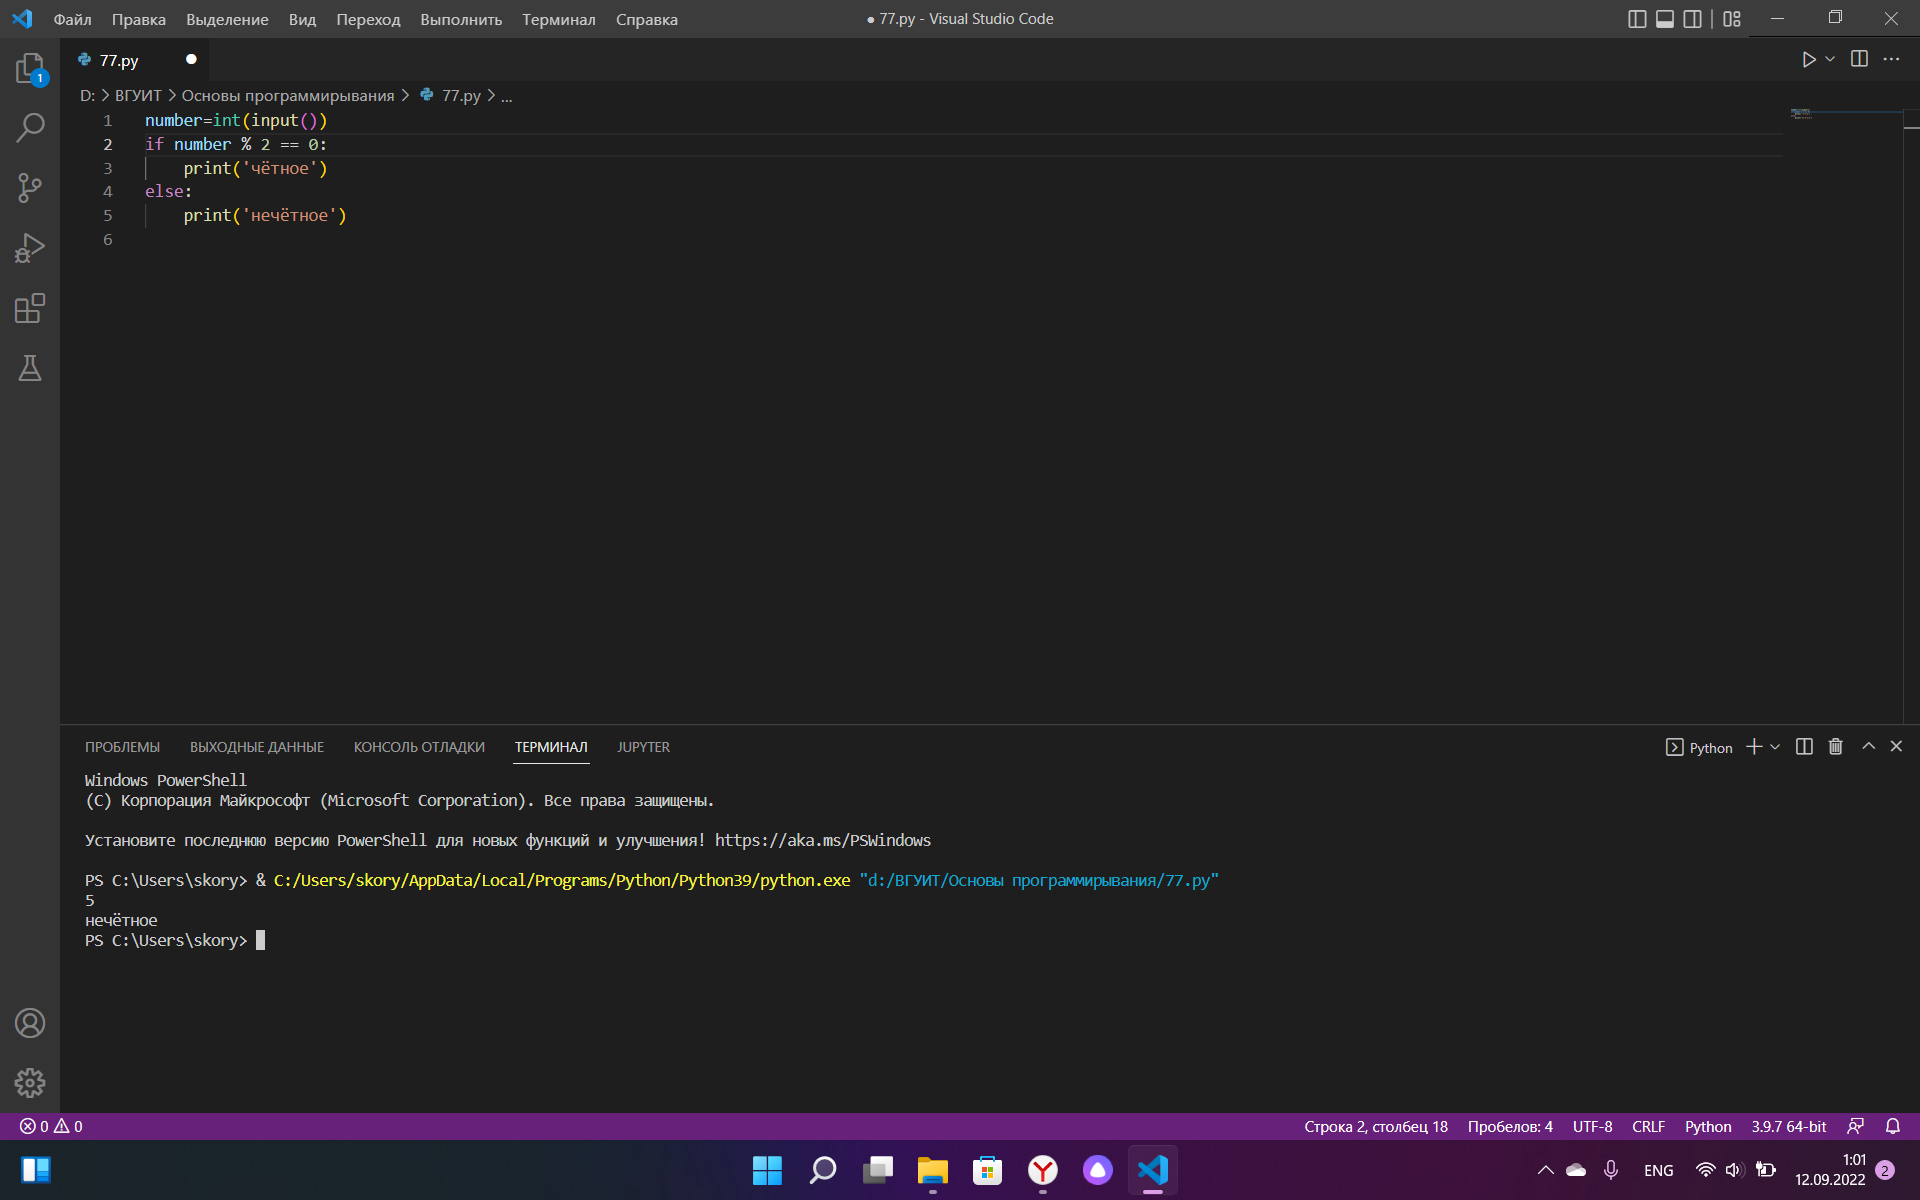 Файл Правка Выделение Вид Переход Выполнить Терминал Справка ● 77.py - Visual Studio Code
77.py
1
D: > ВГУИТ > Основы программирывания > 77.py > ...
1 number=int(input())
2 if number % 2 == 0:
3 print('чётное')
4 else:
5 print('нечётное')
6
ПРОБЛЕМЫ ВЫХОДНЫЕ ДАННЫЕ КОНСОЛЬ ОТЛАДКИ ТЕРМИНАЛ JUPYTER Python
Windows PowerShell
(C) Корпорация Майкрософт (Microsoft Corporation). Все права защищены.
Установите последнюю версию PowerShell для новых функций и улучшения! https://aka.ms/PSWindows
PS C:\Users\skory> & C:/Users/skory/AppData/Local/Programs/Python/Python39/python.exe "d:/ВГУИТ/Основы программирывания/77.py"
5
нечётное
PS C:\Users\skory>
0 0 Строка 2, столбец 18 Пробелов: 4 UTF-8 CRLF Python 3.9.7 64-bit
ENG 1:01
12.09.2022 2